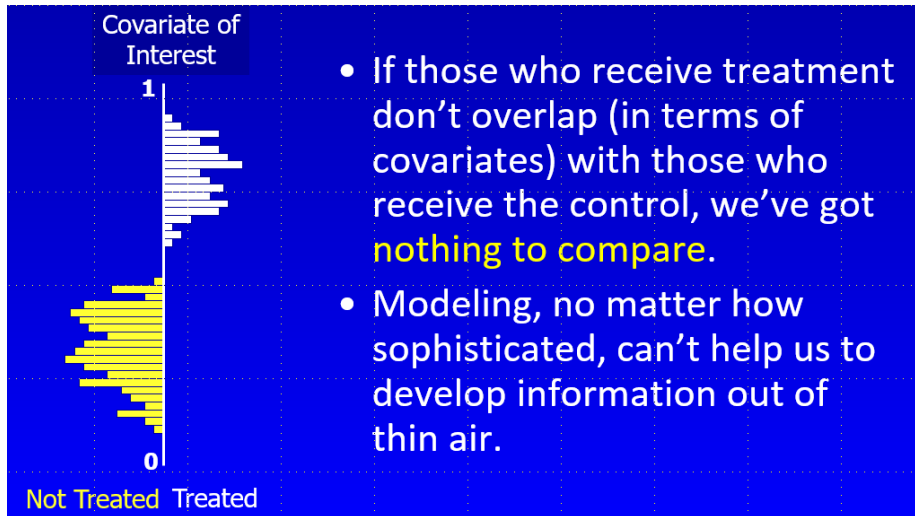 Covariate of
Interest
1
0
Not Treated Treated
• If those who receive treatment
don’t overlap (in terms of
covariates) with those who
receive the control, we’ve got
nothing to compare.
• Modeling, no matter how
sophisticated, can’t help us to
develop information out of
thin air.